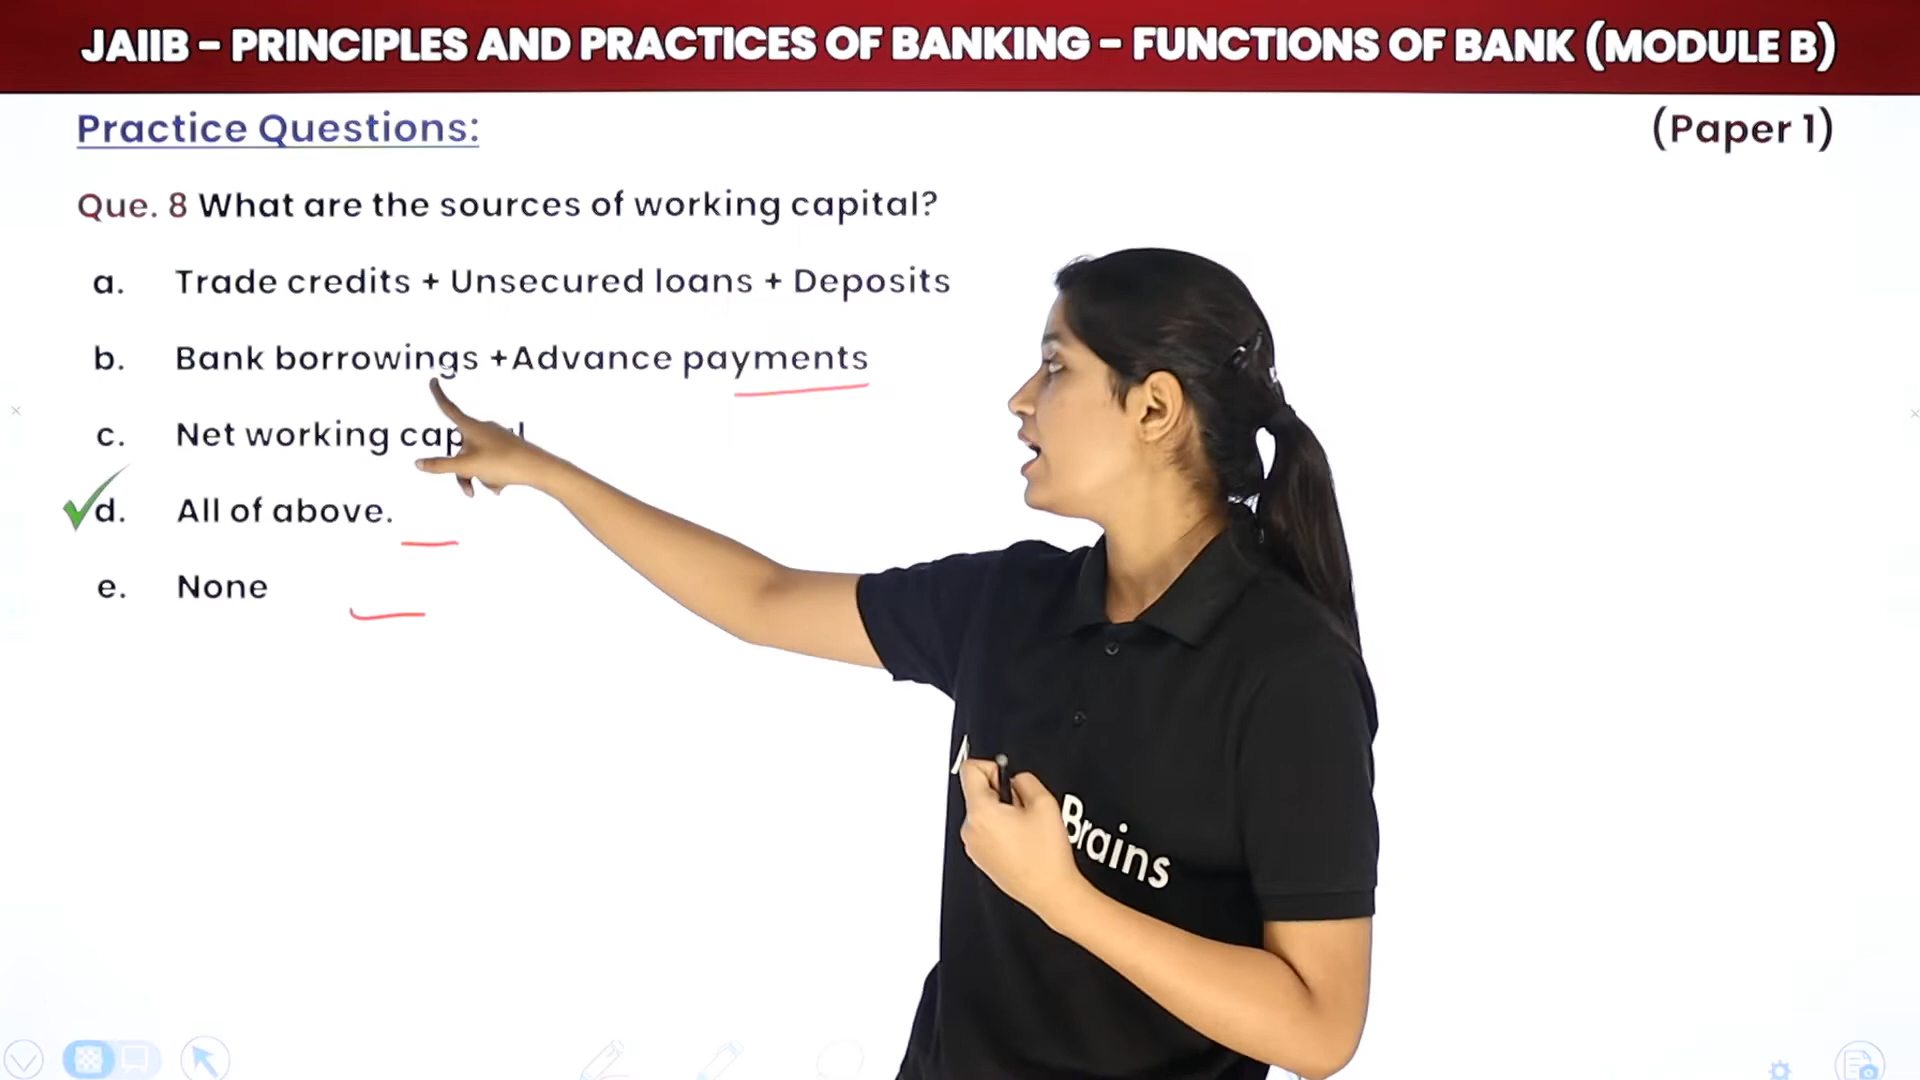 JAIIB - PRINCIPLES AND PRACTICES OF BANKING - FUNCTIONS OF BANK (MODULE B)
Practice Questions:
(Paper 1)
Que. 8 What are the sources of working capital?
a. Trade credits + Unsecured loans + Deposits
b. Bank borrowings +Advance payments
c. Net working
d. All of above.
e. None
Brains